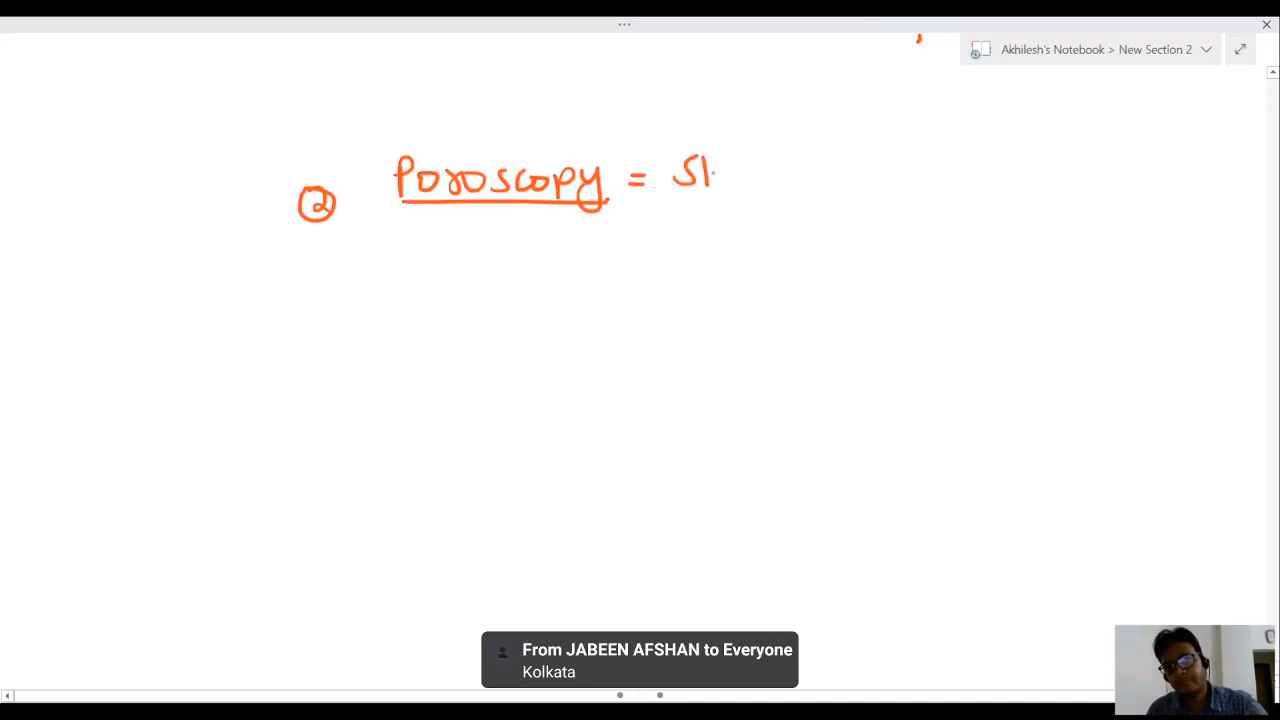 Akhilesh's Notebook > New Section 2
② Poroscopy = Sl
From JABEEN AFSHAN to Everyone
Kolkata